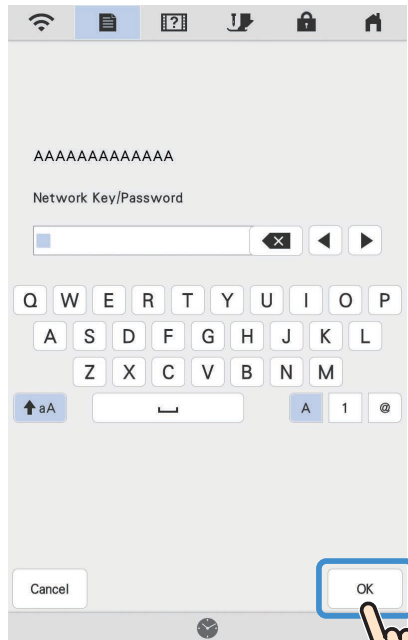 AAAAAAAAAAAAA
Network Key/Password
Q W E R T Y U I O P
A S D F G H J K L
Z X C V B N M
aA A 1 @
Cancel OK